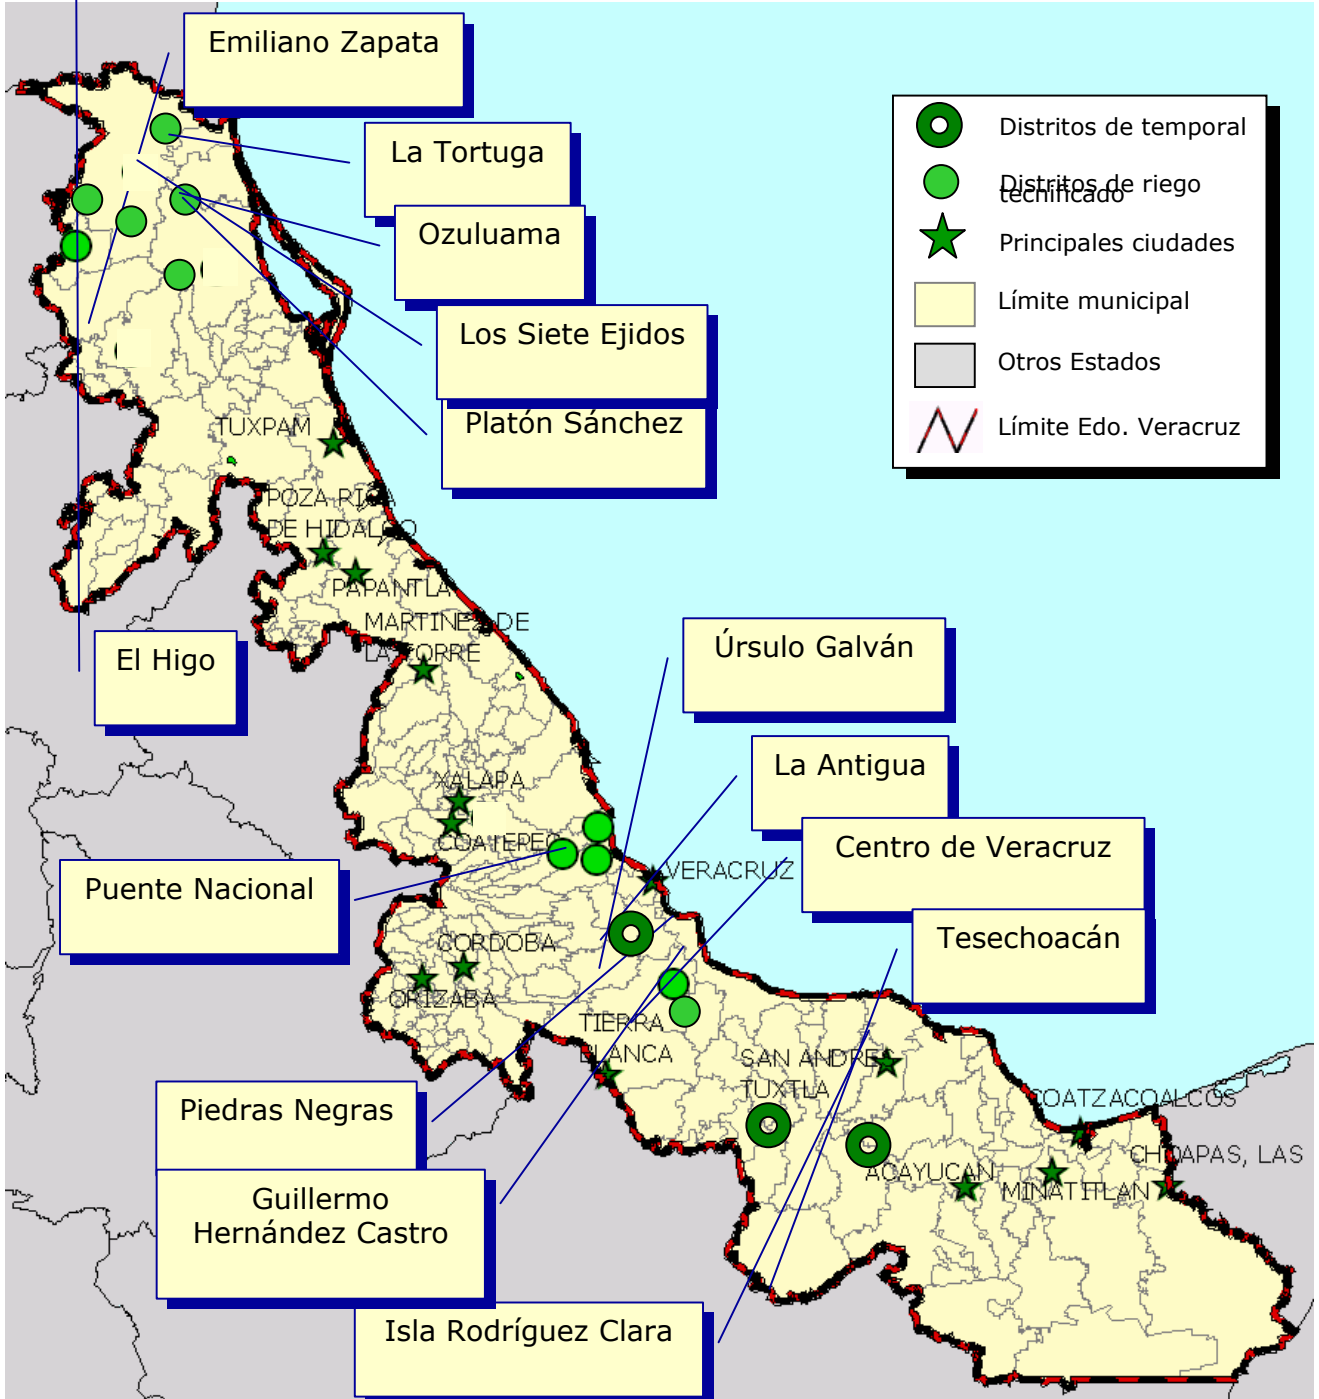 Emiliano Zapata
La Tortuga
Ozuluama
Los Siete Ejidos
Platón Sánchez
Distritos de temporal
Distritos de riego
tecnificado
Principales ciudades
Límite municipal
Otros Estados
Límite Edo. Veracruz
TUXPAM
POZA RICA
DE HIDALGO
PAPANTLA
MARTINEZ DE
LA TORRE
El Higo
Úrsulo Galván
La Antigua
Centro de Veracruz
Tesechoacán
XALAPA
COATEPEC
VERACRUZ
Puente Nacional
CORDOBA
ORIZABA
TIERRA
BLANCA
SAN ANDRES
TUXTLA
COATZACOALCOS
CHOAPAS, LAS
ACAYUCAN
MINATITLAN
Piedras Negras
Guillermo
Hernández Castro
Isla Rodríguez Clara